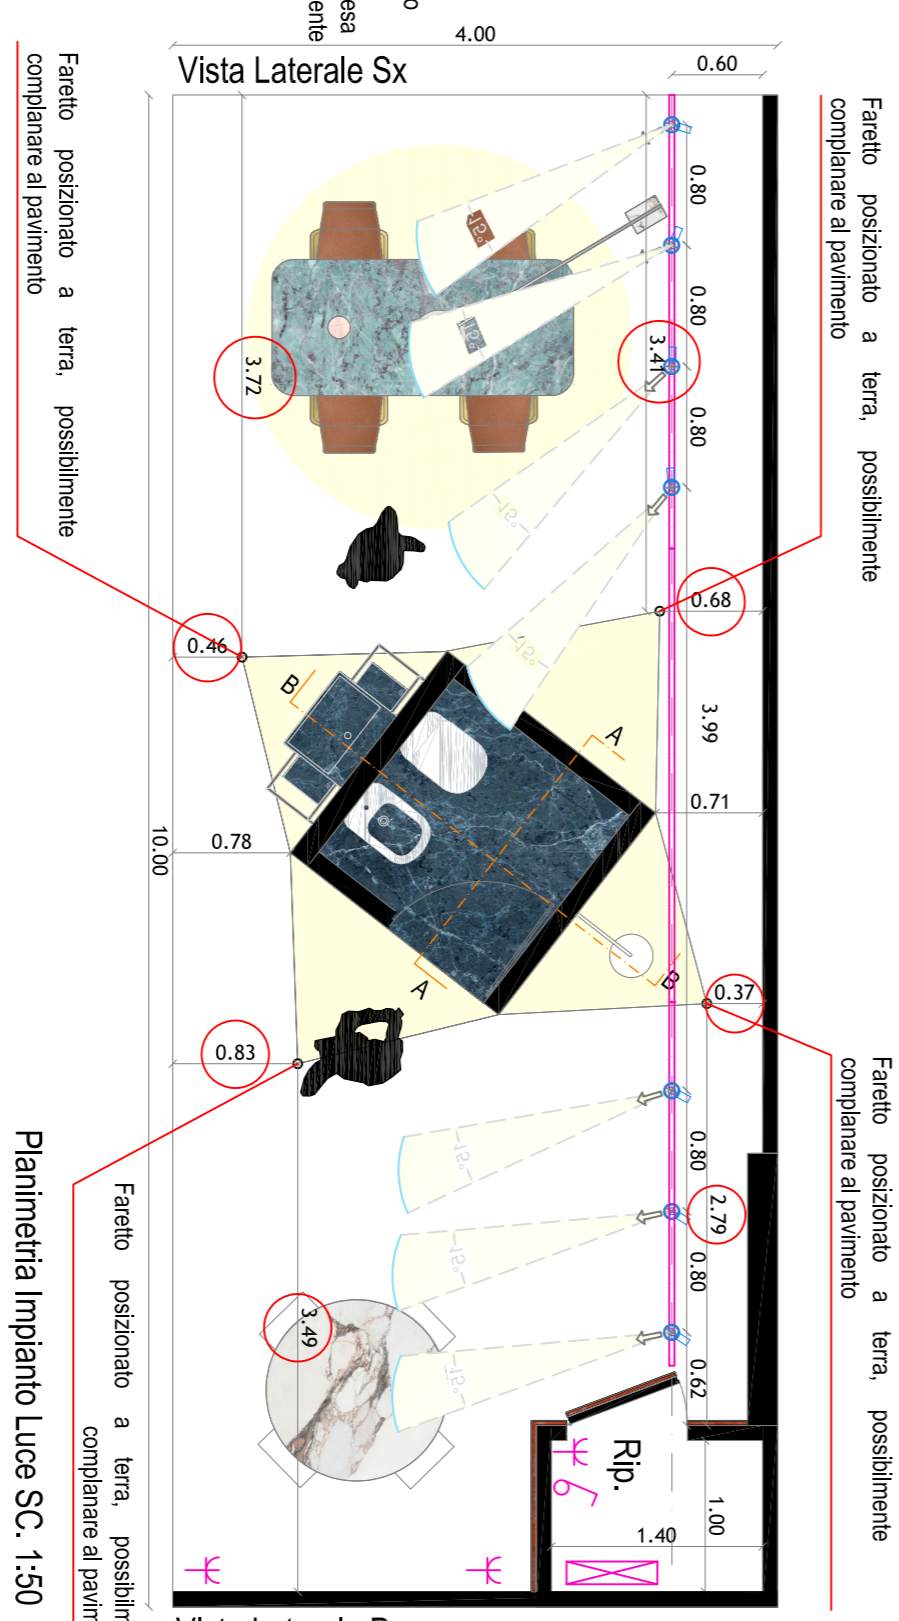 o
esa
ente
4.00
Vista Laterale Sx
0.60
Faretto posizionato a terra, possibilmente
complanare al pavimento
Faretto posizionato a terra, possibilmente
complanare al pavimento
0.80
15°
0.80
15°
3.41
3.72
0.80
15°
0.68
0.46
15°
B
A
3.99
0.71
10.00
0.78
A
B
0.37
0.83
Faretto posizionato a terra, possibilmente
complanare al pavimento
0.80
15°
2.79
15°
0.80
3.49
15°
0.62
Rip.
1.00
1.40
Faretto posizionato a terra, possibilm
complanare al pavim
Planimetria Impianto Luce SC. 1:50